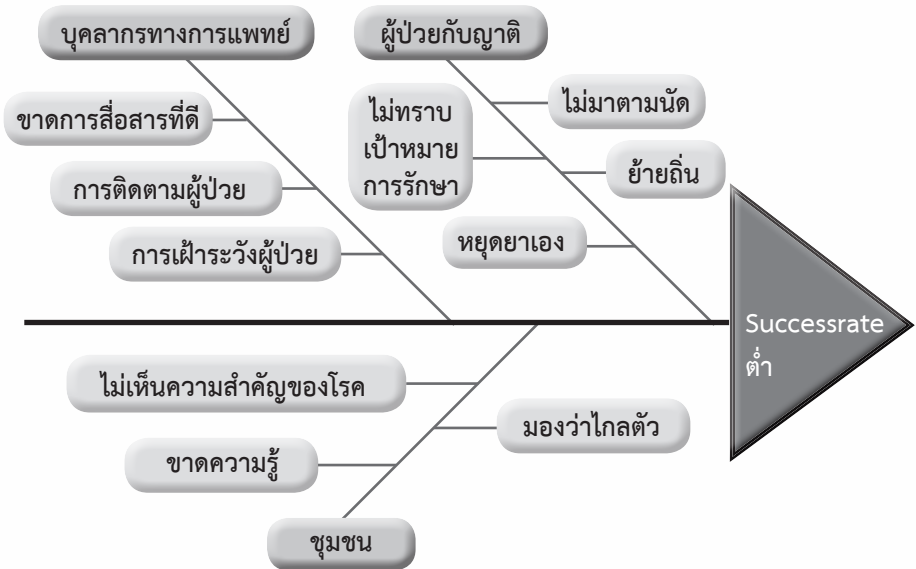 บุคลากรทางการแพทย์
ขาดการสื่อสารที่ดี
การติดตามผู้ป่วย
การเฝ้าระวังผู้ป่วย
ผู้ป่วยกับญาติ
ไม่ทราบ
เป้าหมาย
การรักษา
ไม่มาตามนัด
ย้ายถิ่น
หยุดยาเอง
ไม่เห็นความสำคัญของโรค
มองว่าไกลตัว
ขาดความรู้
ชุมชน
Successrate
ต่ำ